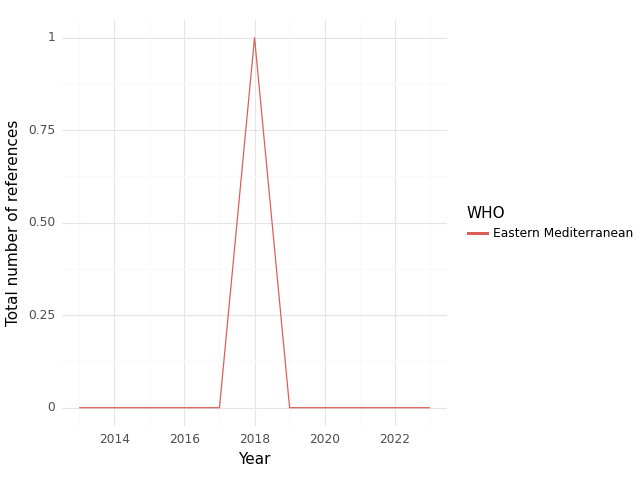 1
0.75
0.50
0.25
0
2014 2016 2018 2020 2022
Year
Total number of references
WHO
Eastern Mediterranean